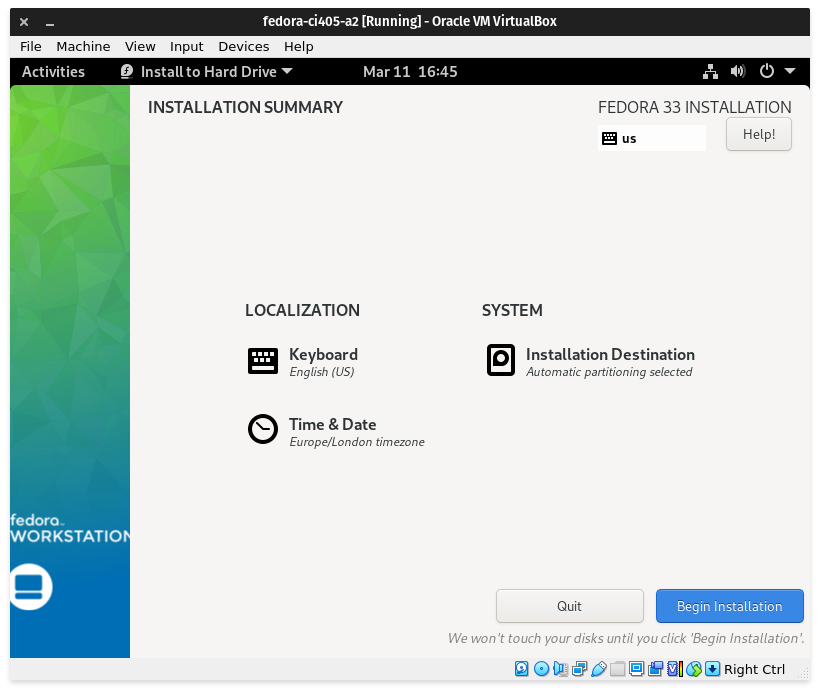 fedora-ci405-a2 [Running] - Oracle VM VirtualBox
File Machine View Input Devices Help
Activities Install to Hard Drive Mar 11 16:45
INSTALLATION SUMMARY
FEDORA 33 INSTALLATION
us
Help!
LOCALIZATION
Keyboard
English (US)
Time & Date
Europe/London timezone
SYSTEM
Installation Destination
Automatic partitioning selected
fedora
WORKSTATION
Quit
Begin Installation
We won't touch your disks until you click 'Begin Installation'.
Right Ctrl